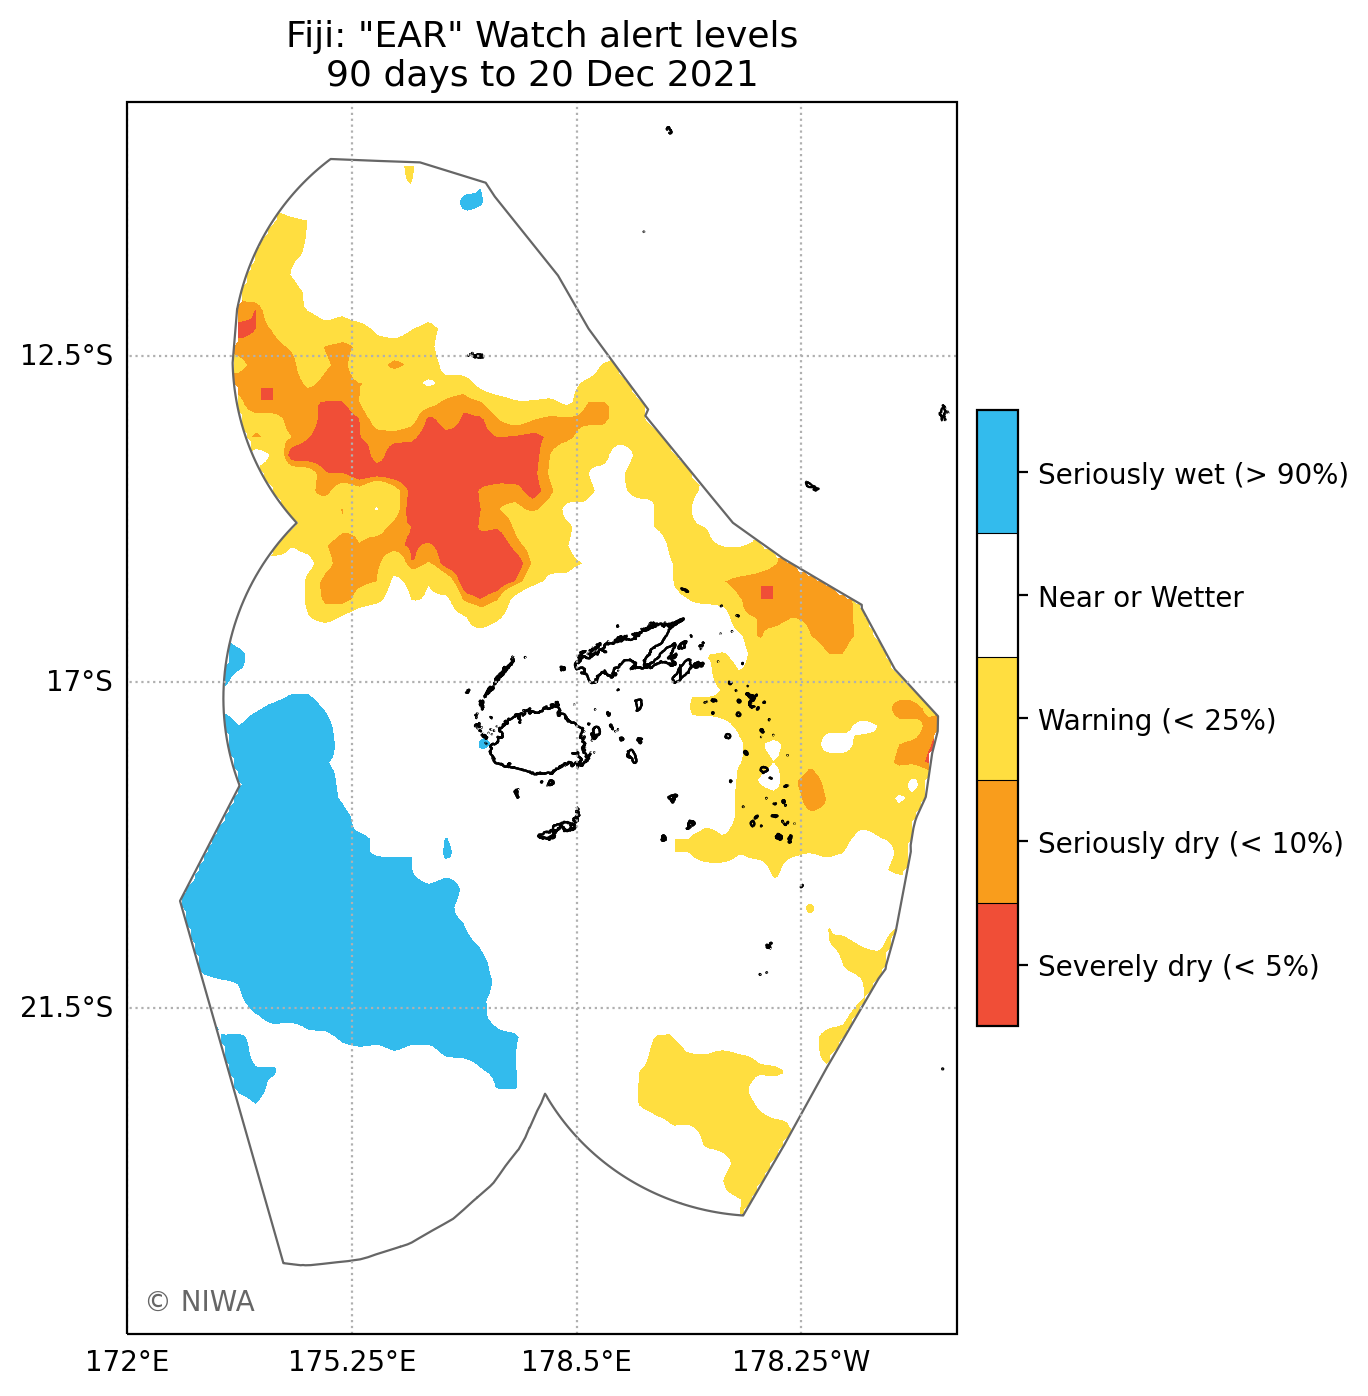 Fiji: "EAR" Watch alert levels
90 days to 20 Dec 2021
12.5°S
17°S
21.5°S
172°E
175.25°E
178.5°E
178.25°W
Seriously wet (> 90%)
Near or Wetter
Warning (< 25%)
Seriously dry (< 10%)
Severely dry (< 5%)
© NIWA